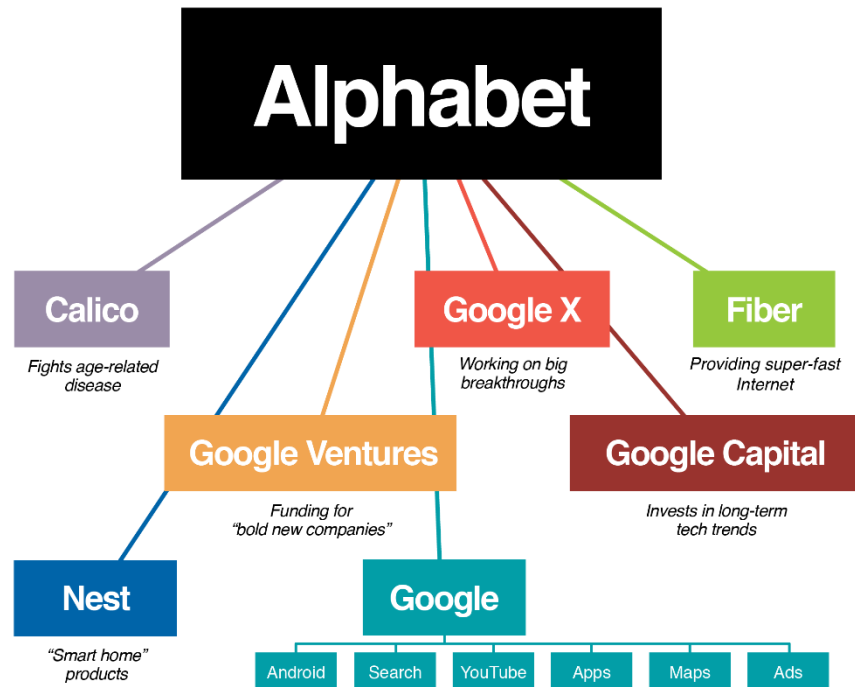 Alphabet
Calico
Fights age-related
disease
Google X
Working on big
breakthroughs
Fiber
Providing super-fast
Internet
Google Ventures
Funding for
“bold new companies”
Google Capital
Invests in long-term
tech trends
Nest
“Smart home”
products
Google
Android
Search
YouTube
Apps
Maps
Ads